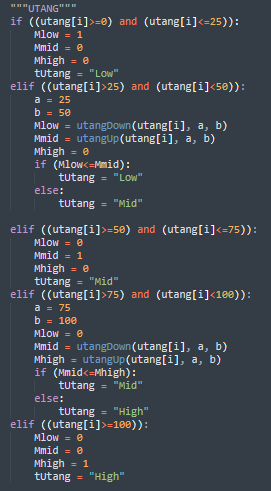 """UTANG"""
if ((utang[i]>=0) and (utang[i]<=25)):
    Mlow = 1
    Mmid = 0
    Mhigh = 0
    tUtang = "Low"
elif ((utang[i]>25) and (utang[i]<50)):
    a = 25
    b = 50
    Mlow = utangDown(utang[i], a, b)
    Mmid = utangUp(utang[i], a, b)
    Mhigh = 0
    if (Mlow<=Mmid):
        tUtang = "Low"
    else:
        tUtang = "Mid"

elif ((utang[i]>=50) and (utang[i]<=75)):
    Mlow = 0
    Mmid = 1
    Mhigh = 0
    tUtang = "Mid"
elif ((utang[i]>75) and (utang[i]<100)):
    a = 75
    b = 100
    Mlow = 0
    Mmid = utangDown(utang[i], a, b)
    Mhigh = utangUp(utang[i], a, b)
    if (Mmid<=Mhigh):
        tUtang = "Mid"
    else:
        tUtang = "High"
elif ((utang[i]>=100)):
    Mlow = 0
    Mmid = 0
    Mhigh = 1
    tUtang = "High"